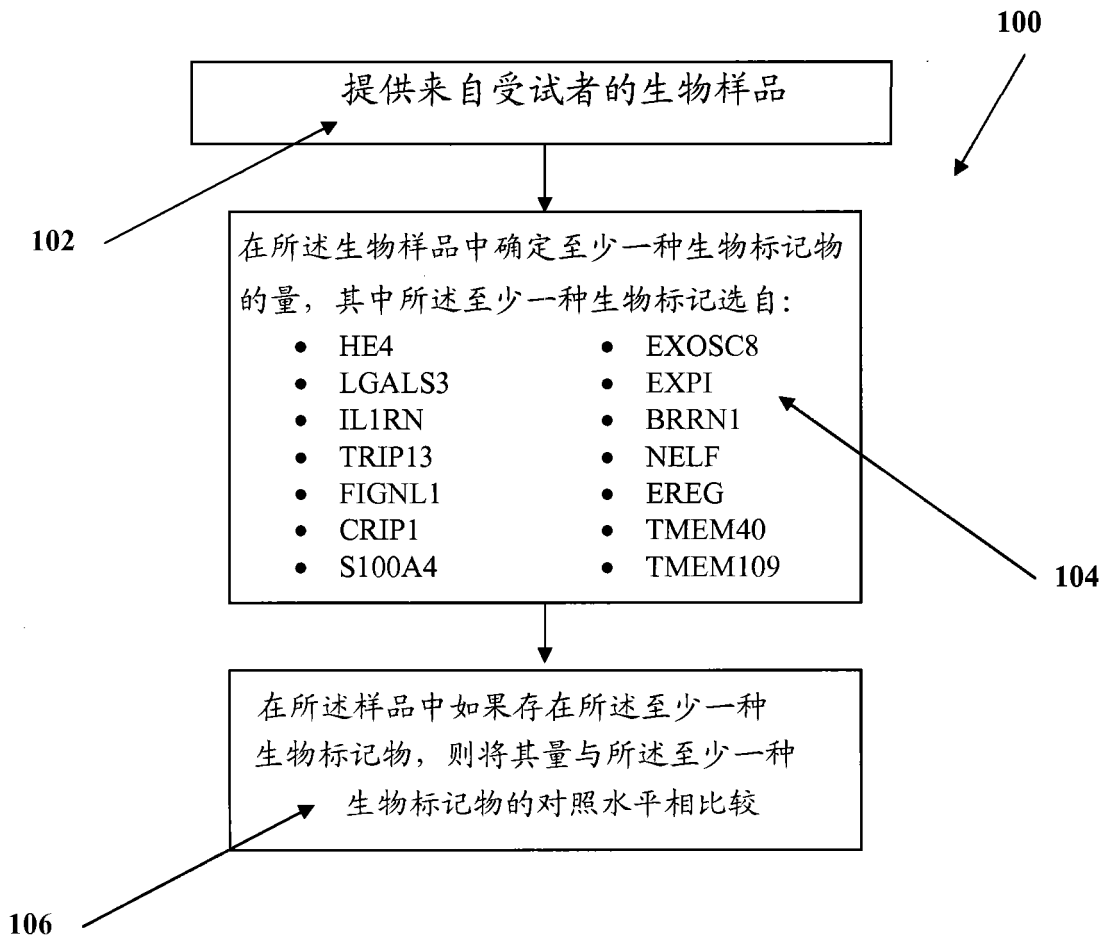 100
提供来自受试者的生物样品
102
在所述生物样品中确定至少一种生物标记物
的量，其中所述至少一种生物标记选自：
• HE4
• LGALS3
• IL1RN
• TRIP13
• FIGNL1
• CRIP1
• S100A4
• EXOSC8
• EXPI
• BRRN1
• NELF
• EREG
• TMEM40
• TMEM109
104
在所述样品中如果存在所述至少一种
生物标记物，则将其量与所述至少一种
生物标记物的对照水平相比较
106